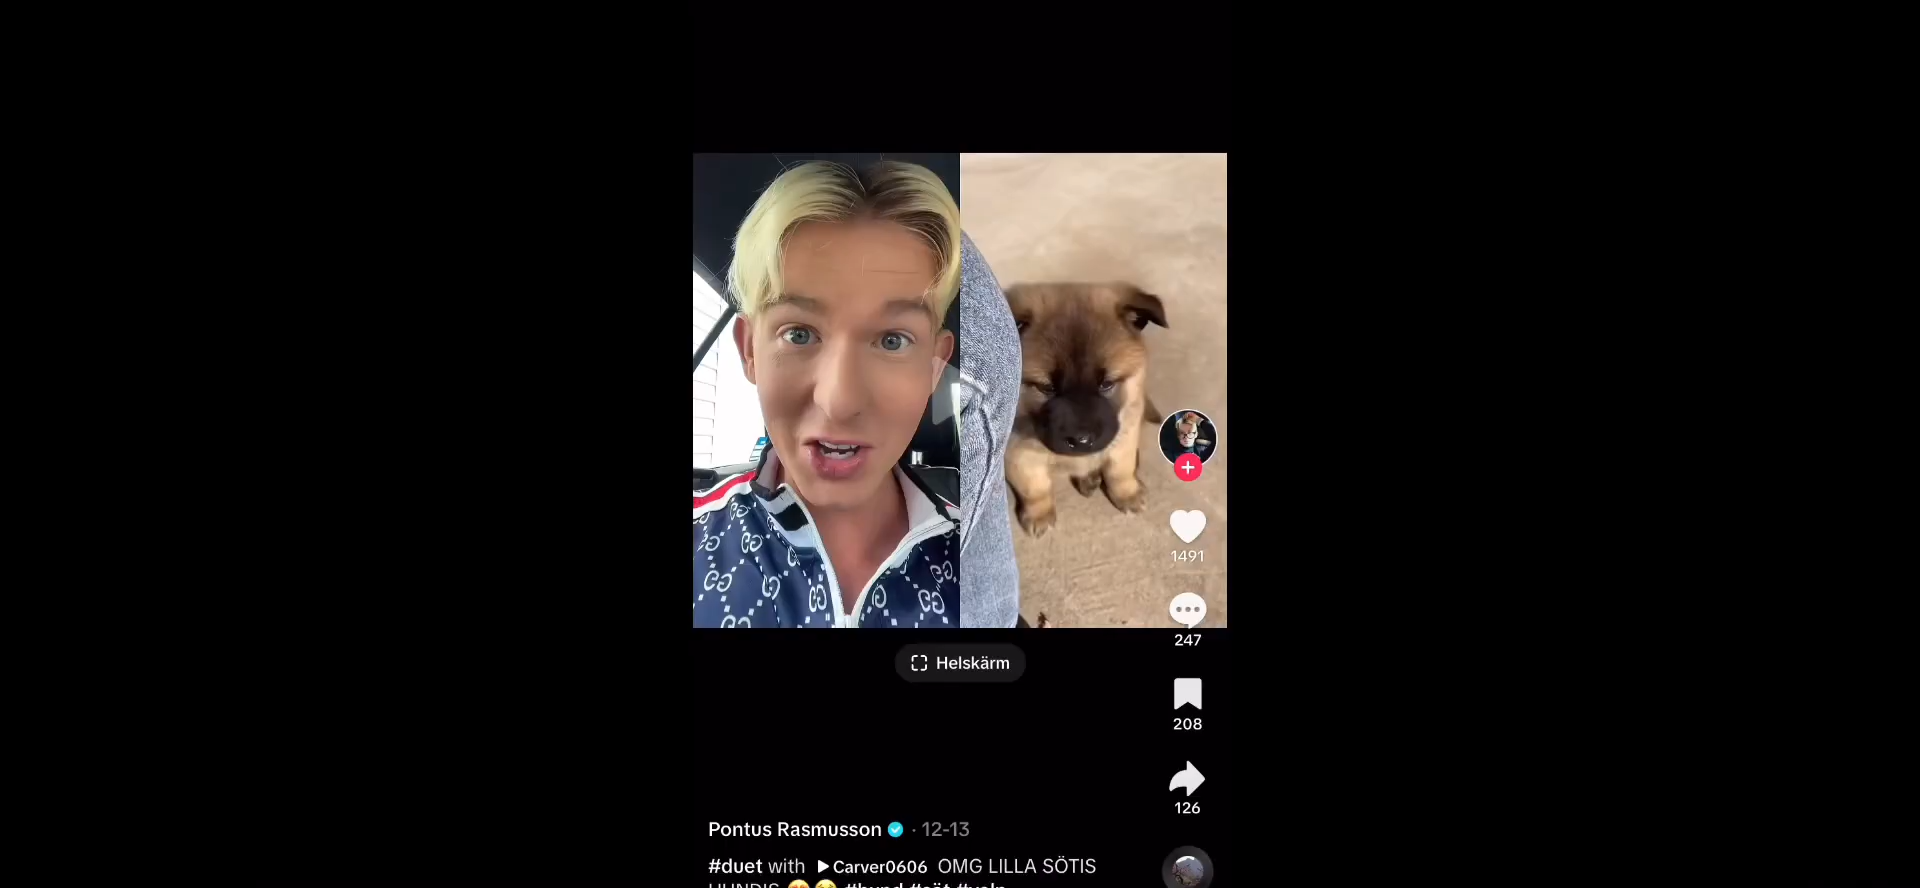 1491
247
Helskärm
208
126
Pontus Rasmusson · 12-13
#duet with Carver0606 OMG LILLA SÖTIS